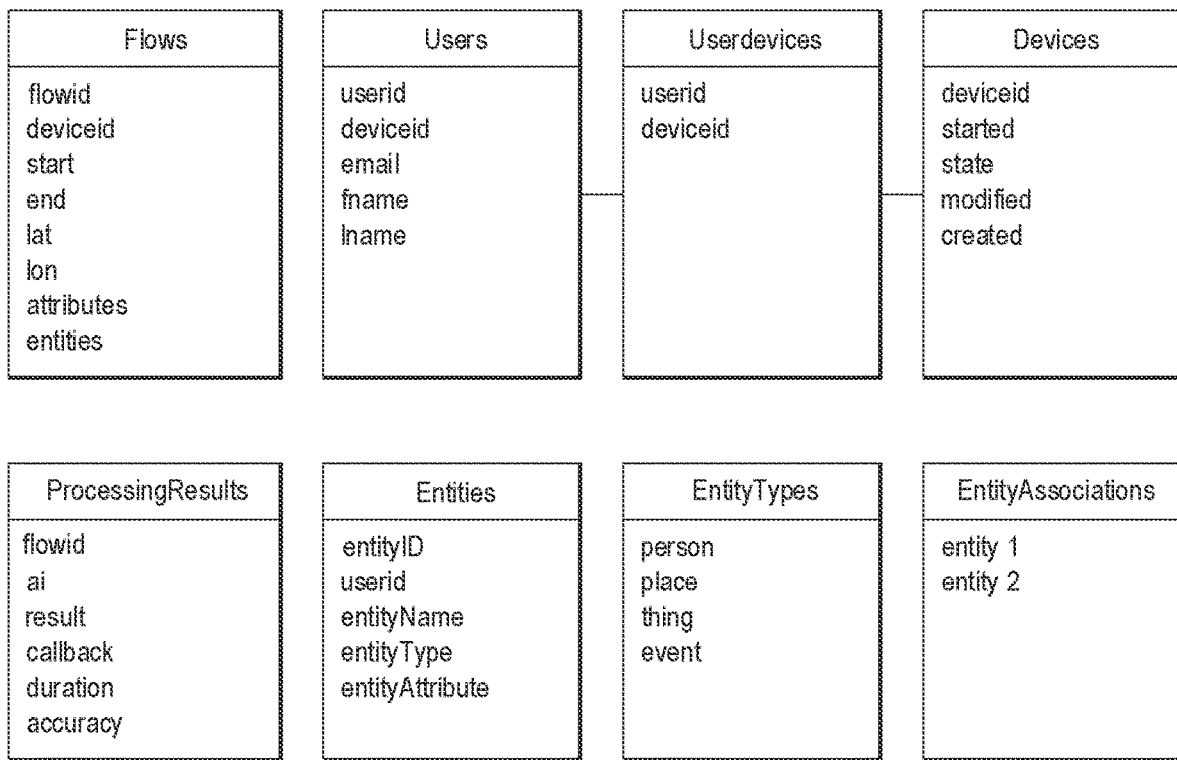 Flows
flowid
deviceid
start
end
lat
lon
attributes
entities
Users
userid
deviceid
email
fname
lname
Userdevices
userid
deviceid
Devices
deviceid
started
state
modified
created
ProcessingResults
flowid
ai
result
callback
duration
accuracy
Entities
entityID
userid
entityName
entityType
entityAttribute
EntityTypes
person
place
thing
event
EntityAssociations
entity 1
entity 2